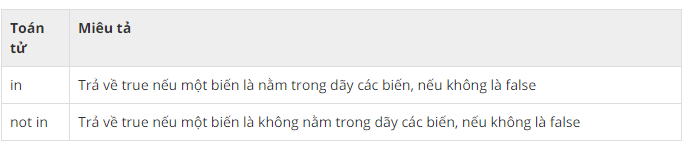 Toán Miêu tả
tử
in Trả về true nếu một biến là nằm trong dãy các biến, nếu không là false
not in Trả về true nếu một biến là không nằm trong dãy các biến, nếu không là false